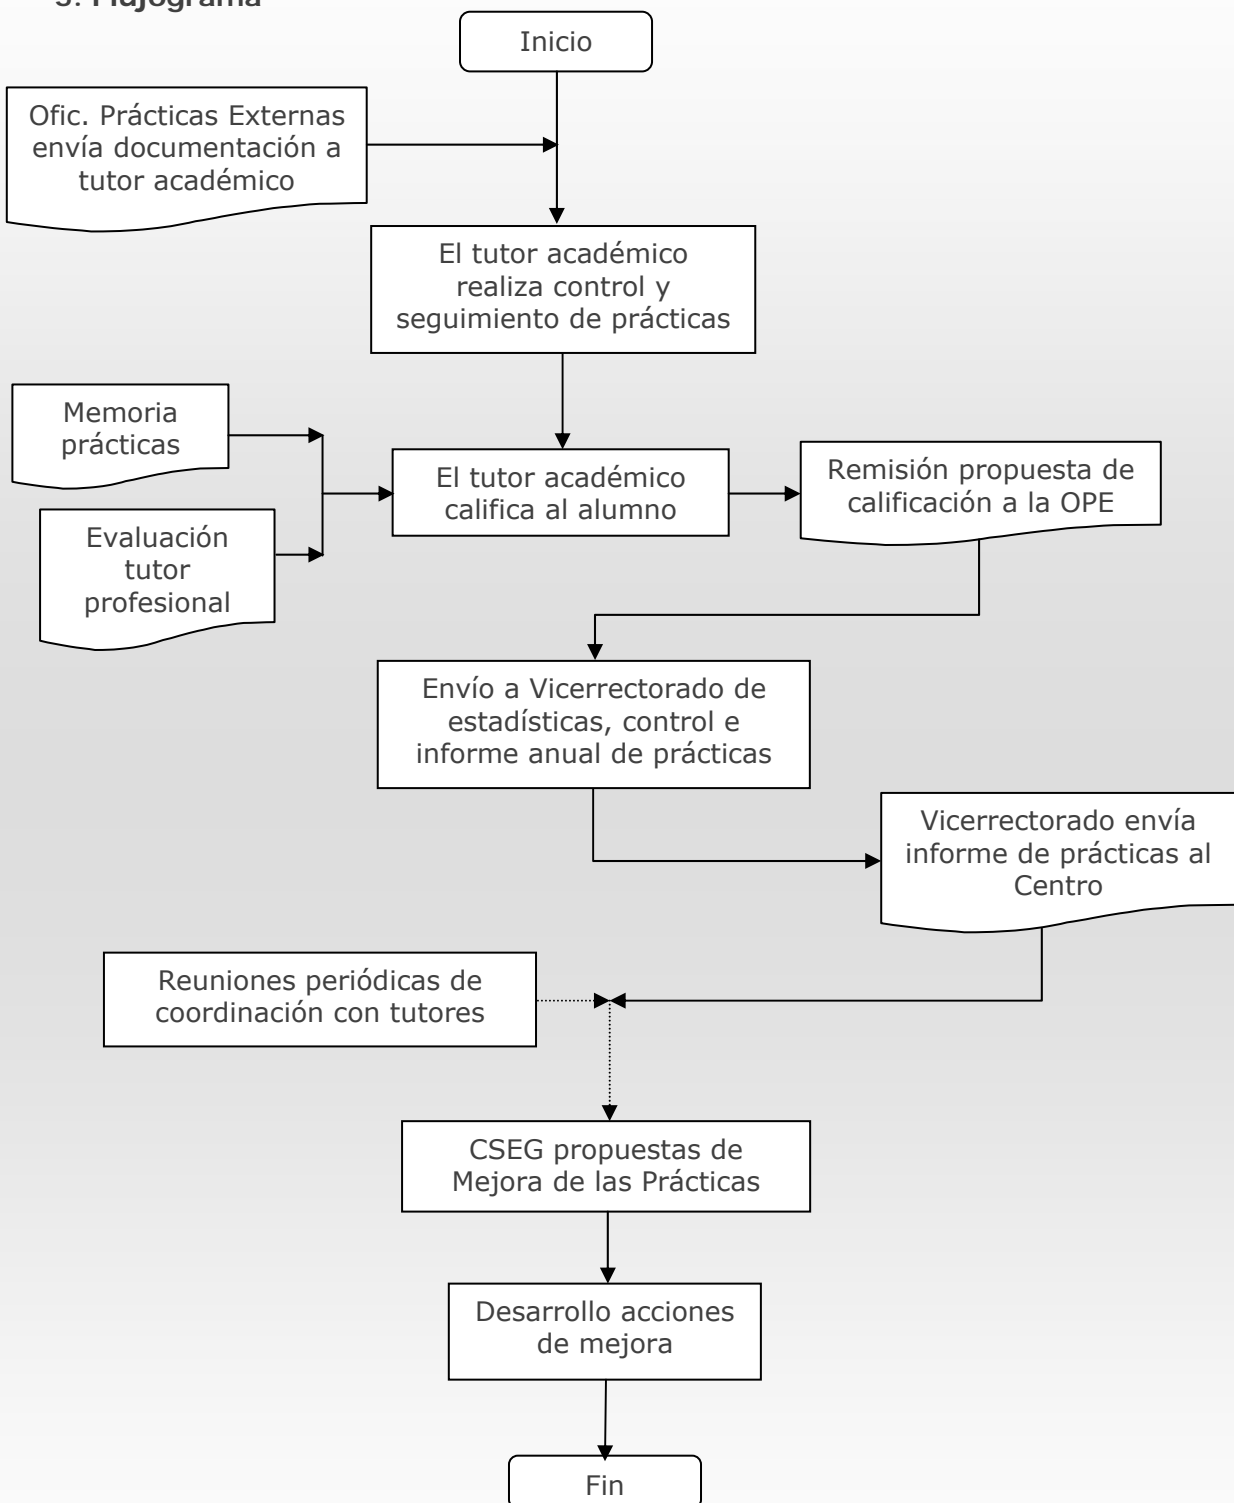 3. Flujograma
Inicio
Ofic. Prácticas Externas
envía documentación a
tutor académico
El tutor académico
realiza control y
seguimiento de prácticas
Memoria
prácticas
El tutor académico
califica al alumno
Remisión propuesta de
calificación a la OPE
Evaluación
tutor
profesional
Envío a Vicerrectorado de
estadísticas, control e
informe anual de prácticas
Vicerrectorado envía
informe de prácticas al
Centro
Reuniones periódicas de
coordinación con tutores
CSEG propuestas de
Mejora de las Prácticas
Desarrollo acciones
de mejora
Fin